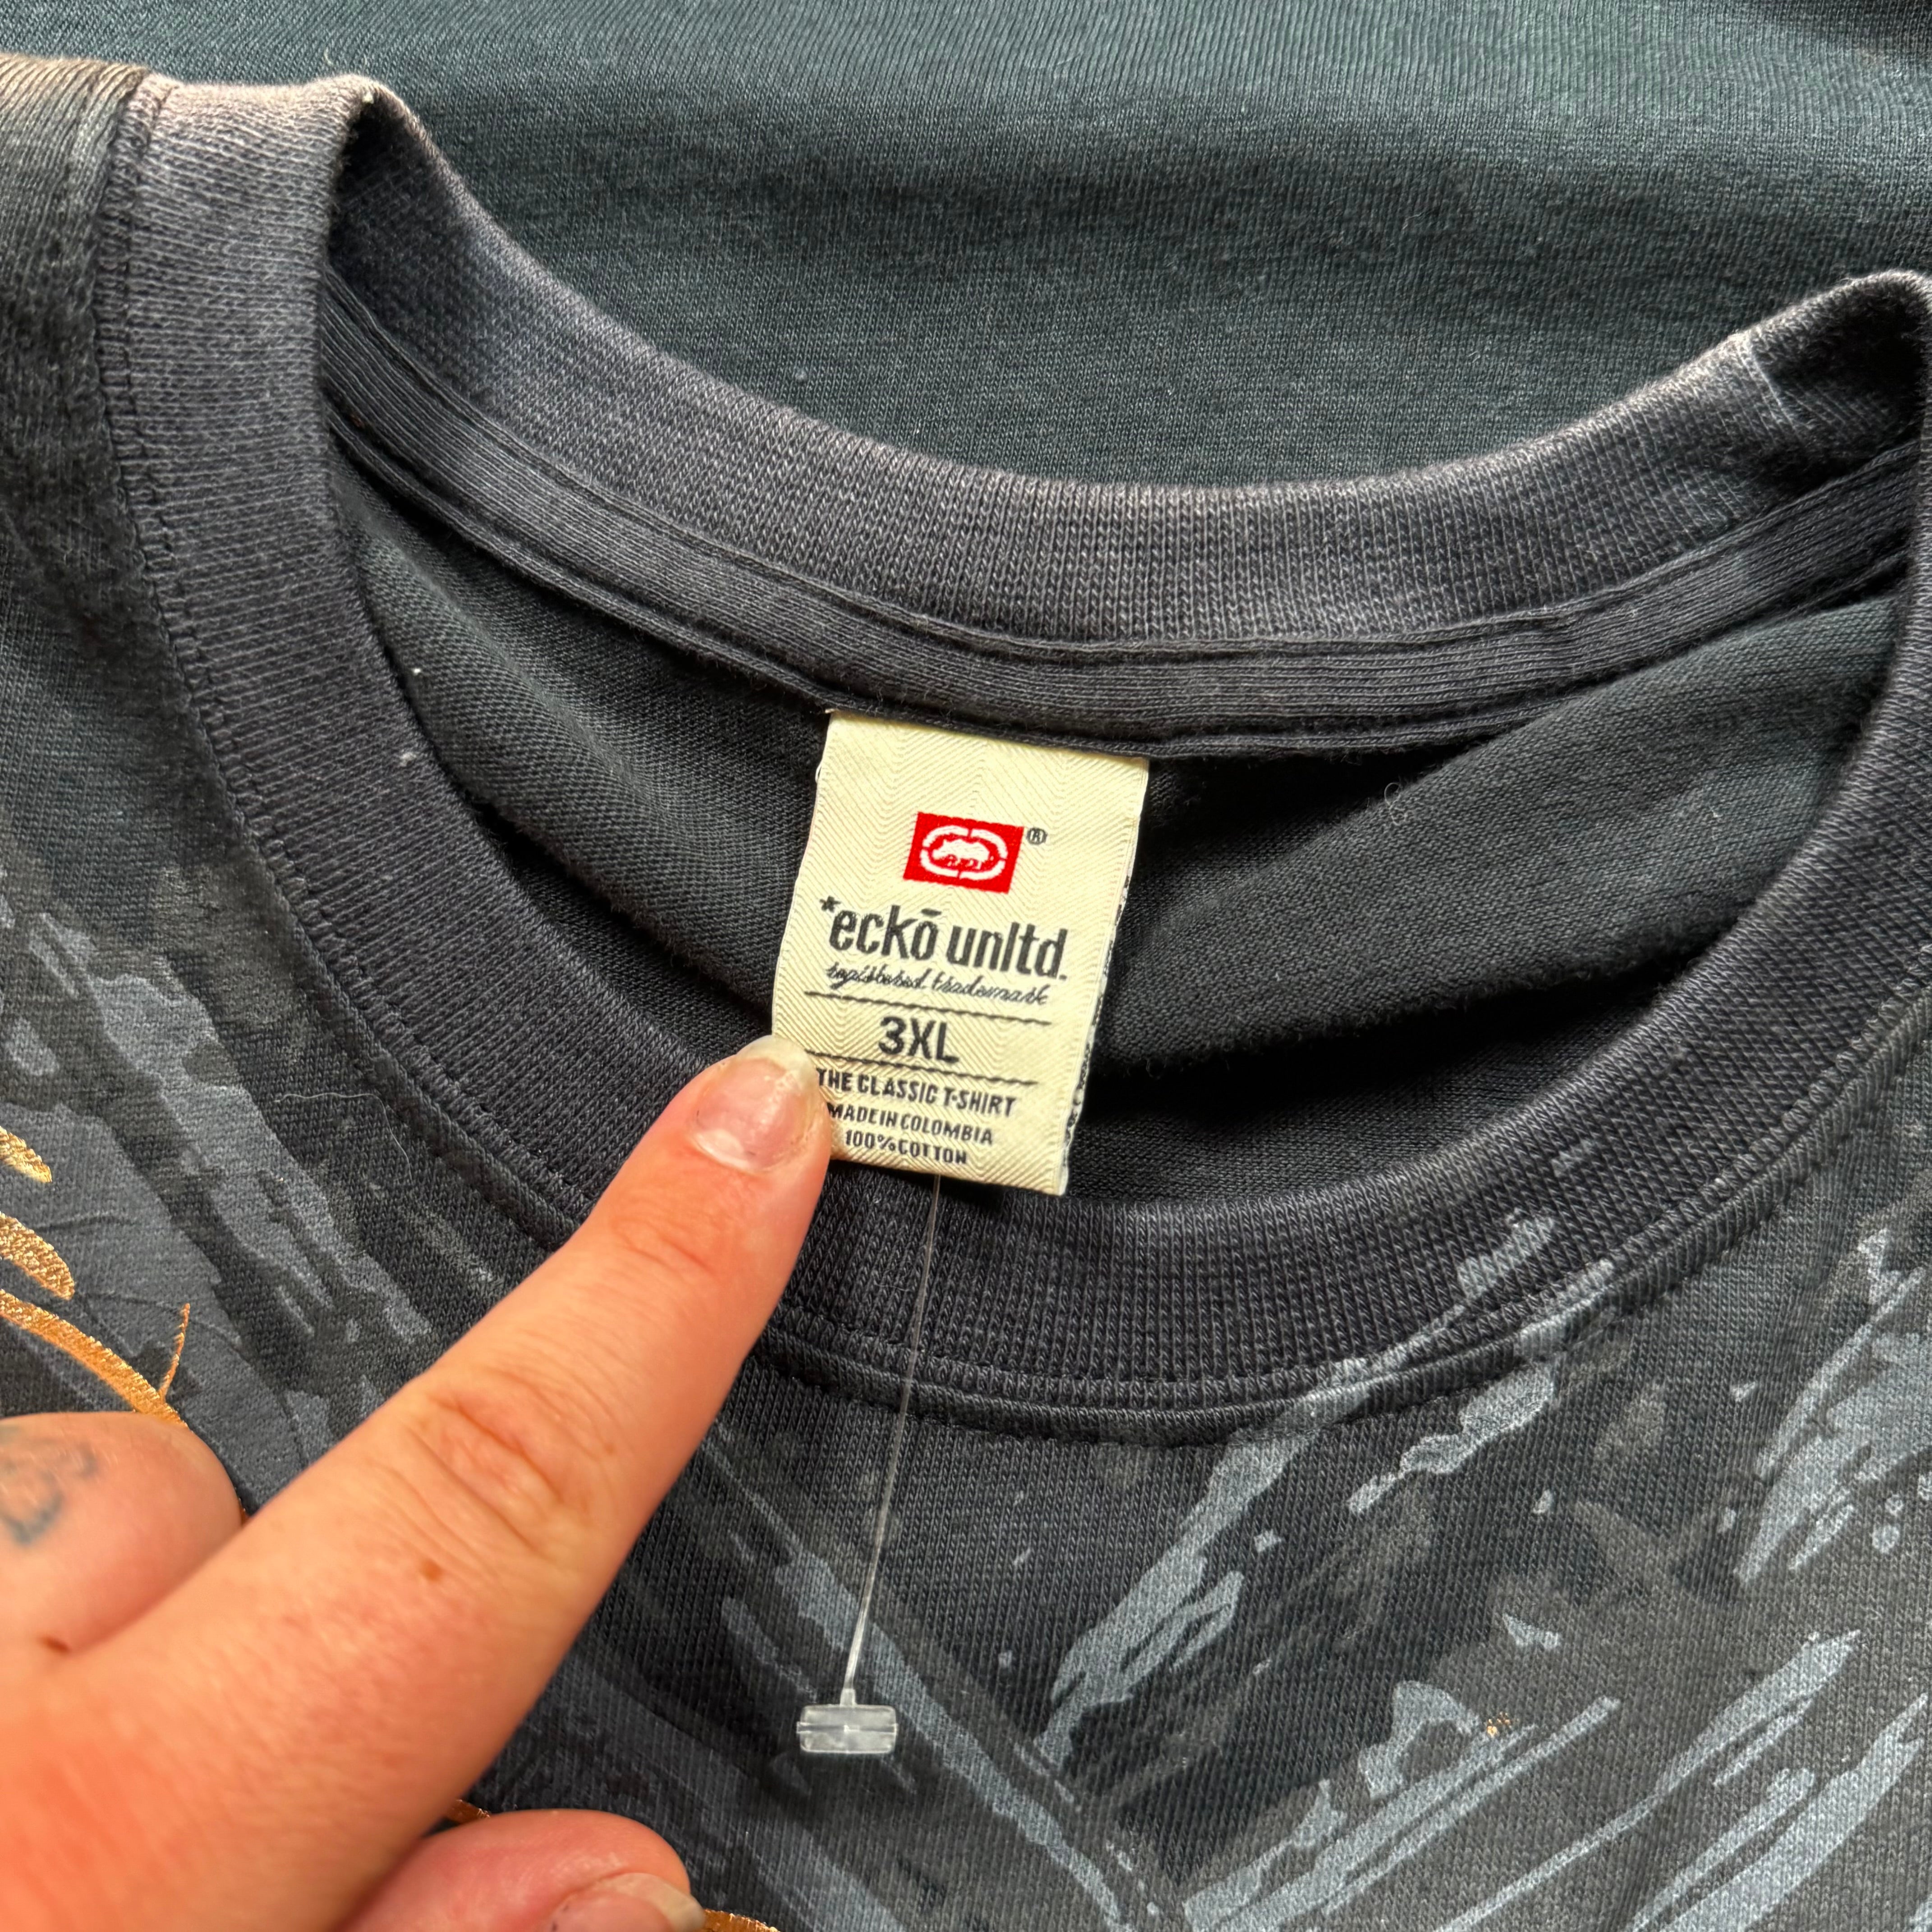 ®
*eckō unltd.
registered trademark
3XL
THE CLASSIC T-SHIRT
MADE IN COLOMBIA
100% COTTON